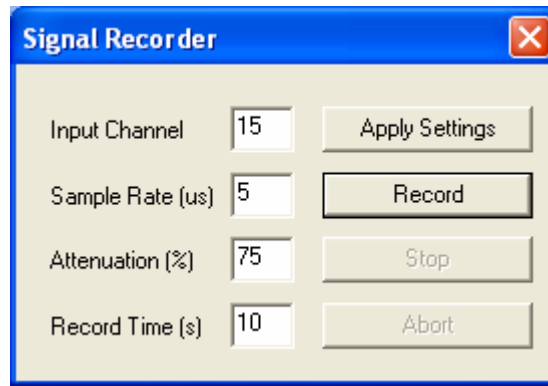 Signal Recorder
Input Channel 15 Apply Settings
Sample Rate (us) 5 Record
Attenuation (%) 75 Stop
Record Time (s) 10 Abort